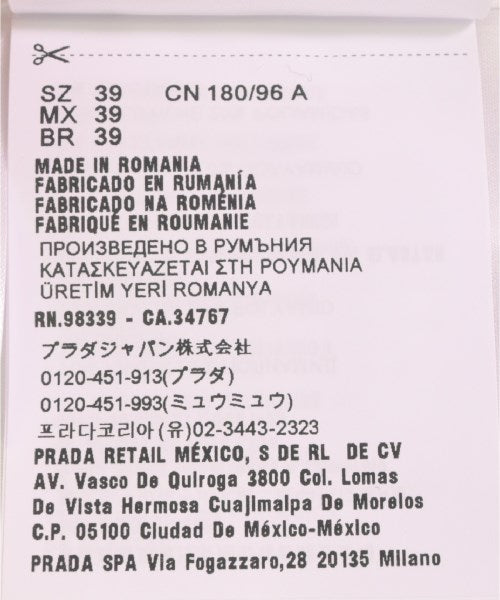 SZ 39 CN 180/96 A
MX 39
BR 39
MADE IN ROMANIA
FABRICADO EN RUMANÍA
FABRICADO NA ROMÉNIA
FABRIQUÉ EN ROUMANIE
ПРОИЗВЕДЕНО В РУМЪНИЯ
ΚΑΤΑΣΚΕΥΑΖΕΤΑΙ ΣΤΗ ΡΟΥΜΑΝΙΑ
ÜRETİM YERİ ROMANYA
RN.98339 - CA.34767
プラダジャパン株式会社
0120-451-913(プラダ)
0120-451-993(ミュウミュウ)
프라다코리아(유)02-3443-2323
PRADA RETAIL MÉXICO, S DE RL DE CV
AV. Vasco De Quiroga 3800 Col. Lomas
De Vista Hermosa Cuajimalpa De Morelos
C.P. 05100 Ciudad De México-México
PRADA SPA Via Fogazzaro,28 20135 Milano